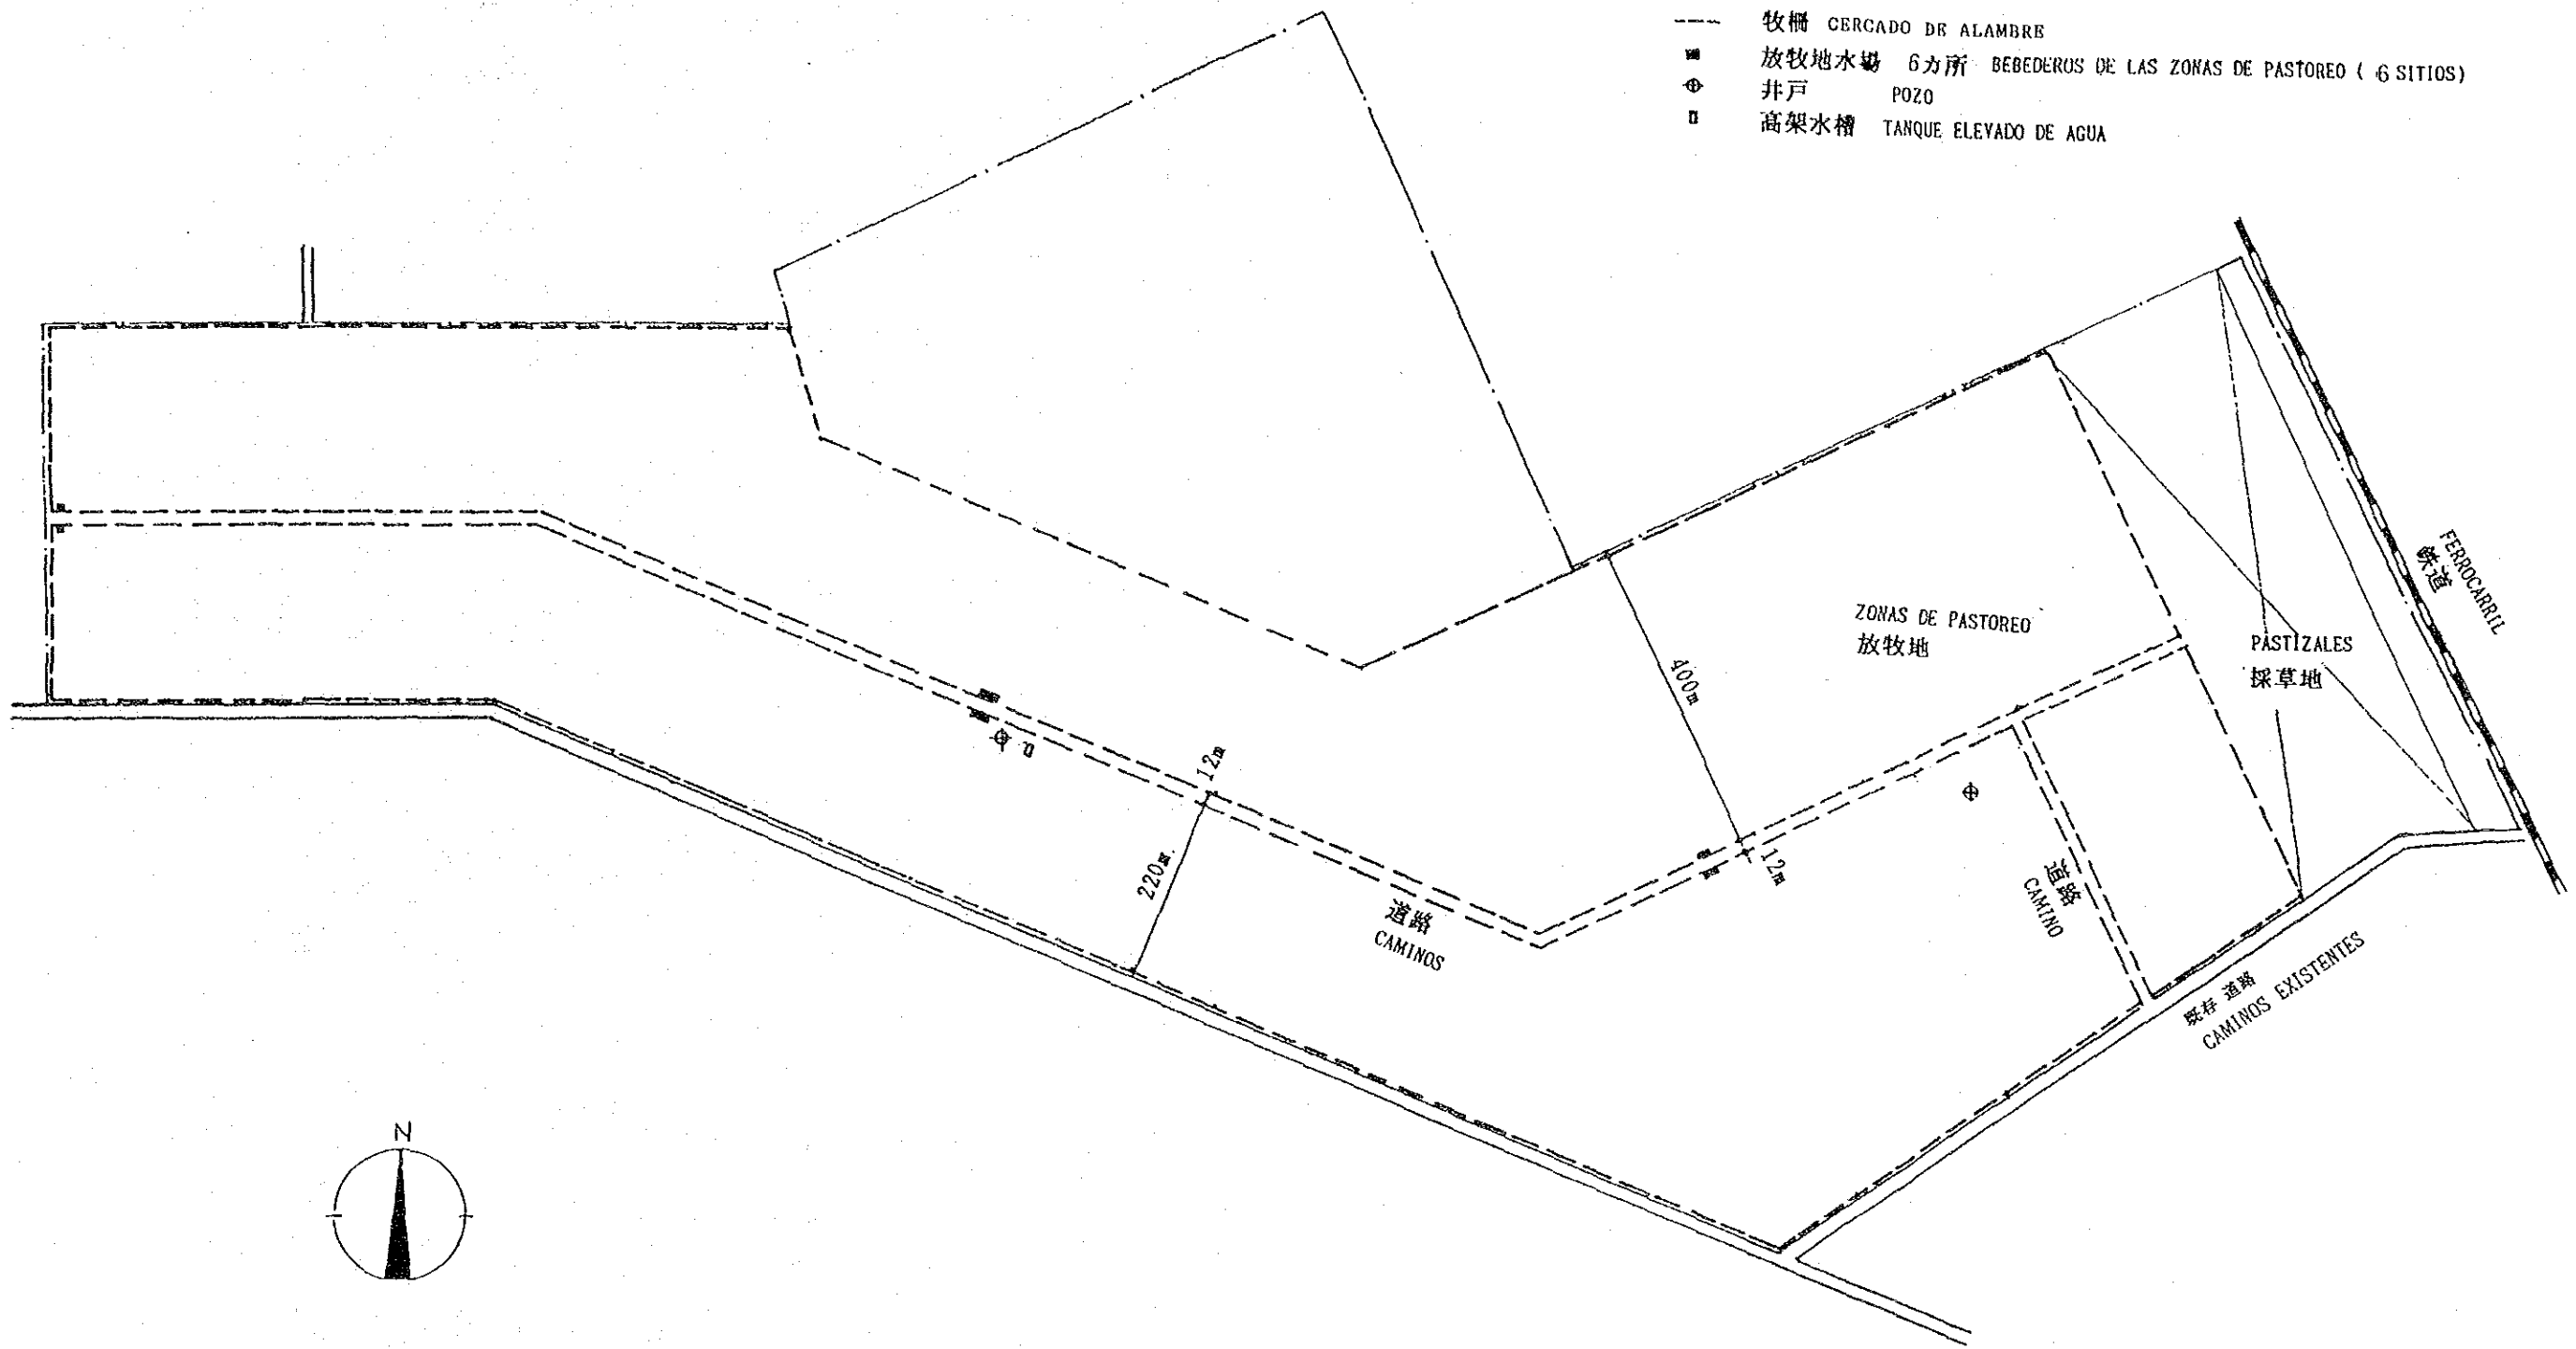 牧柵 CERCADO DE ALAMBRE
放牧地水場 6カ所 BEBEDEROS DE LAS ZONAS DE PASTOREO ( 6 SITIOS)
井戸 POZO
高架水槽 TANQUE ELEVADO DE AGUA
FERROCARRIL
鉄道
ZONAS DE PASTOREO
放牧地
PASTIZALES
採草地
400m
12m
220m.
12m
道路
CAMINOS
道路
CAMINO
既存 道路
CAMINOS EXISTENTES
N